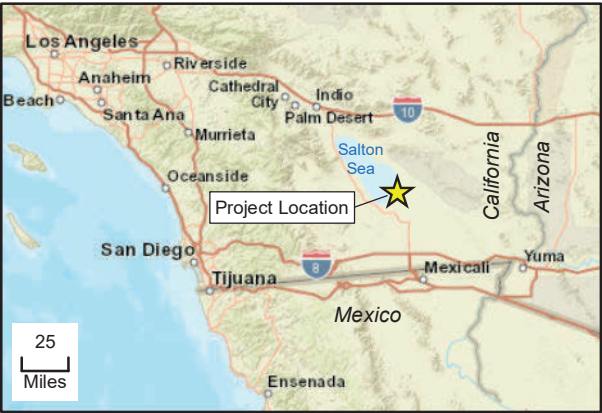 Los Angeles
Riverside
Anaheim
Cathedral
City
Indio
Palm Desert
10
Beach
Santa Ana
Murrieta
Salton
Sea
California
Arizona
Oceanside
Project Location
San Diego
8
Yuma
Tijuana
Mexicali
Mexico
25
Miles
Ensenada